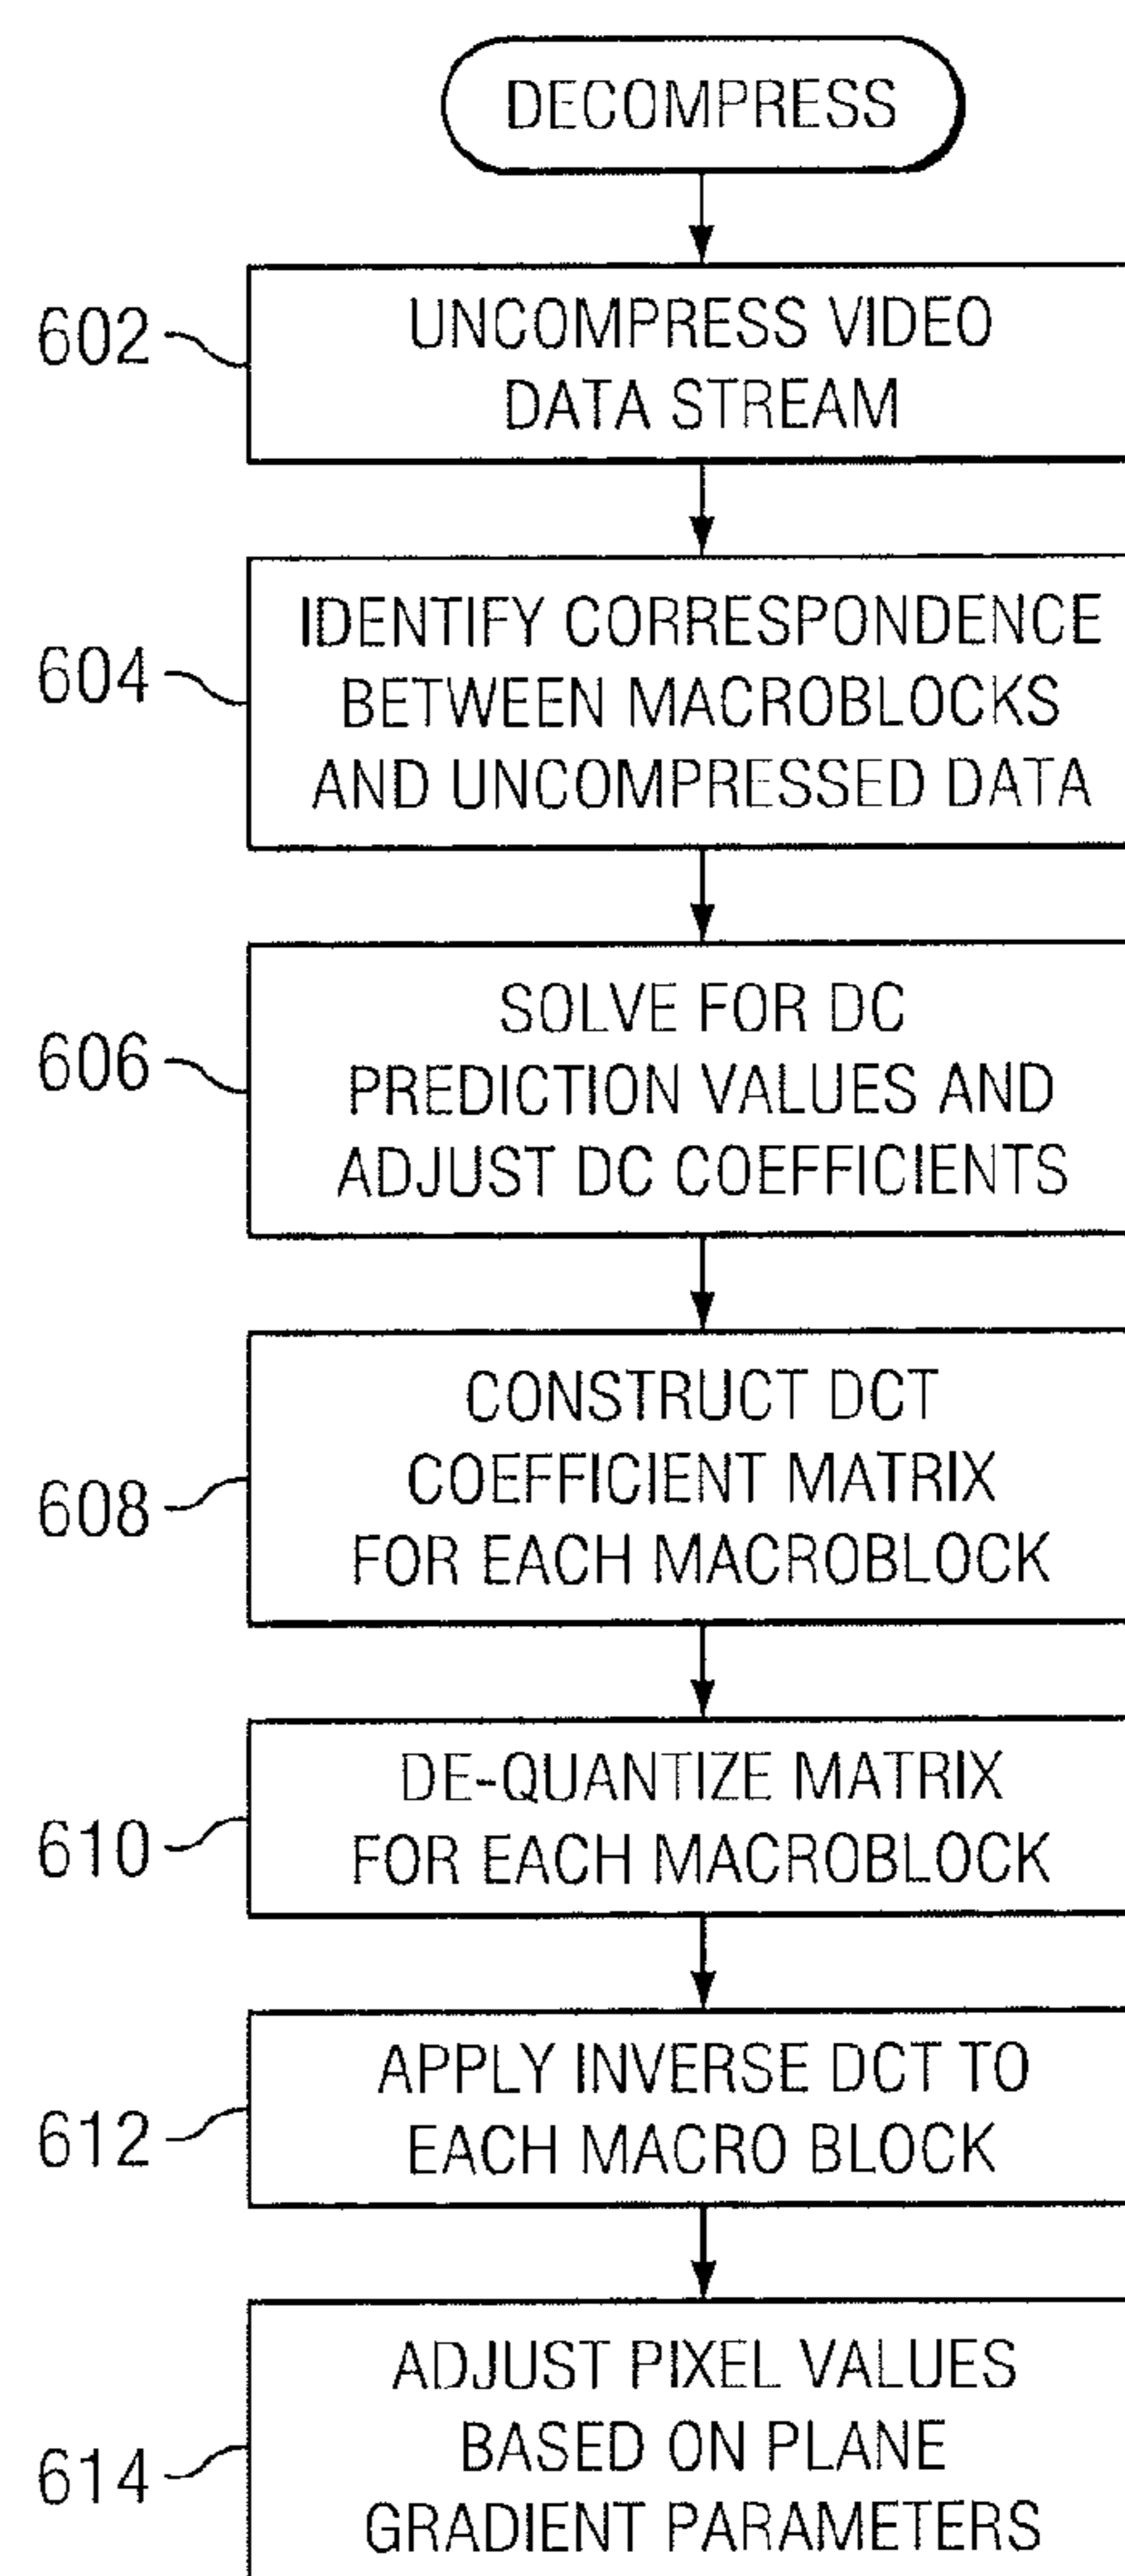 DECOMPRESS
602
UNCOMPRESS VIDEO
DATA STREAM
604
IDENTIFY CORRESPONDENCE
BETWEEN MACROBLOCKS
AND UNCOMPRESSED DATA
606
SOLVE FOR DC
PREDICTION VALUES AND
ADJUST DC COEFFICIENTS
608
CONSTRUCT DCT
COEFFICIENT MATRIX
FOR EACH MACROBLOCK
610
DE-QUANTIZE MATRIX
FOR EACH MACROBLOCK
612
APPLY INVERSE DCT TO
EACH MACRO BLOCK
614
ADJUST PIXEL VALUES
BASED ON PLANE
GRADIENT PARAMETERS